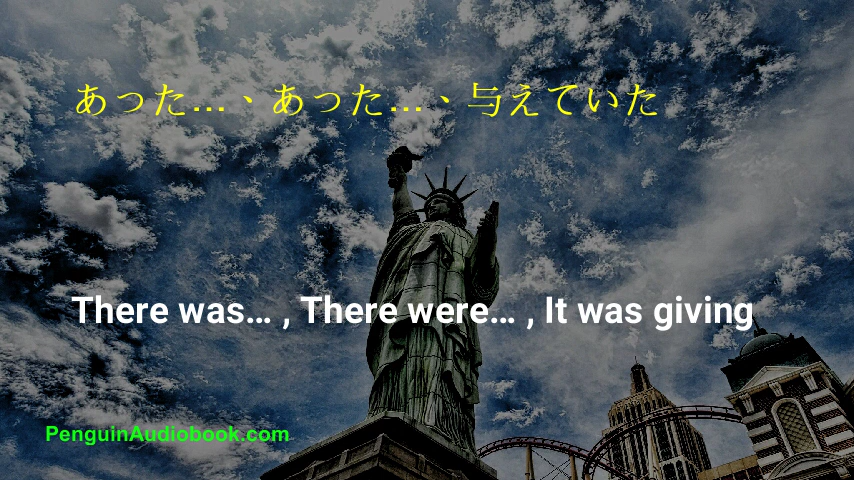 あった…、あった…、与えていた
There was... , There were... , It was giving
PenguinAudiobook.com